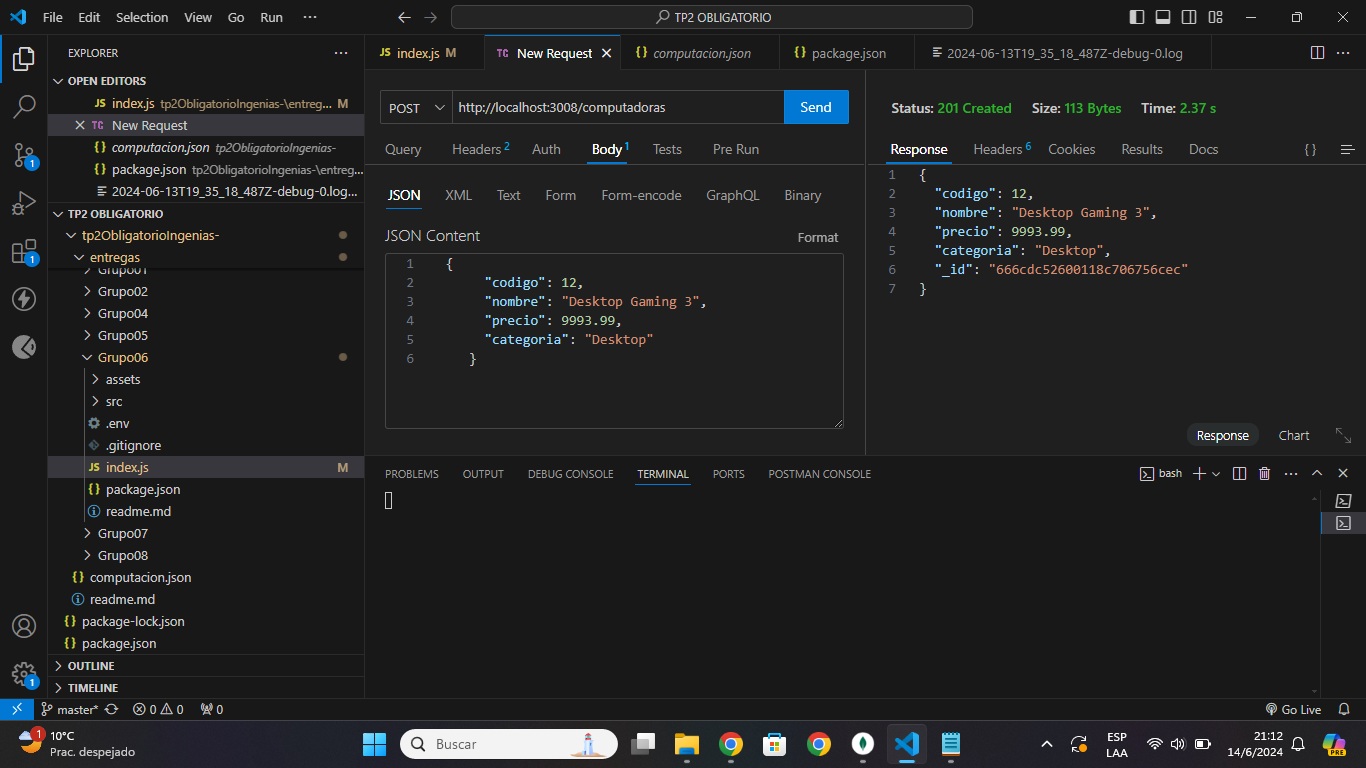 File Edit Selection View Go Run ···
TP2 OBLIGATORIO
EXPLORER
OPEN EDITORS
JS index.js tp2ObligatorioIngenias-\entreg... M
TC New Request
{} computacion.json tp2ObligatorioIngenias-
{} package.json tp2ObligatorioIngenias-\entreg...
2024-06-13T19_35_18_487Z-debug-0.log...
TP2 OBLIGATORIO
tp2ObligatorioIngenias-
entregas
Grupo01
Grupo02
Grupo04
Grupo05
Grupo06
assets
src
.env
.gitignore
JS index.js M
{} package.json
readme.md
Grupo07
Grupo08
{} computacion.json
readme.md
{} package-lock.json
{} package.json
OUTLINE
TIMELINE
1
1
1
JS index.js M
TC New Request
{} computacion.json
{} package.json
2024-06-13T19_35_18_487Z-debug-0.log
POST http://localhost:3008/computadoras Send
Query Headers 2 Auth Body 1 Tests Pre Run
JSON XML Text Form Form-encode GraphQL Binary
JSON Content Format
1 {
2 "codigo": 12,
3 "nombre": "Desktop Gaming 3",
4 "precio": 9993.99,
5 "categoria": "Desktop"
6 }
Status: 201 Created Size: 113 Bytes Time: 2.37 s
Response Headers 6 Cookies Results Docs {}
1 {
2 "codigo": 12,
3 "nombre": "Desktop Gaming 3",
4 "precio": 9993.99,
5 "categoria": "Desktop",
6 "_id": "666cdc52600118c706756cec"
7 }
Response Chart
PROBLEMS OUTPUT DEBUG CONSOLE TERMINAL PORTS POSTMAN CONSOLE
bash
master* 0 0 0
Go Live
1
10°C
Prac. despejado
Buscar
ESP
LAA
21:12
14/6/2024
PRE